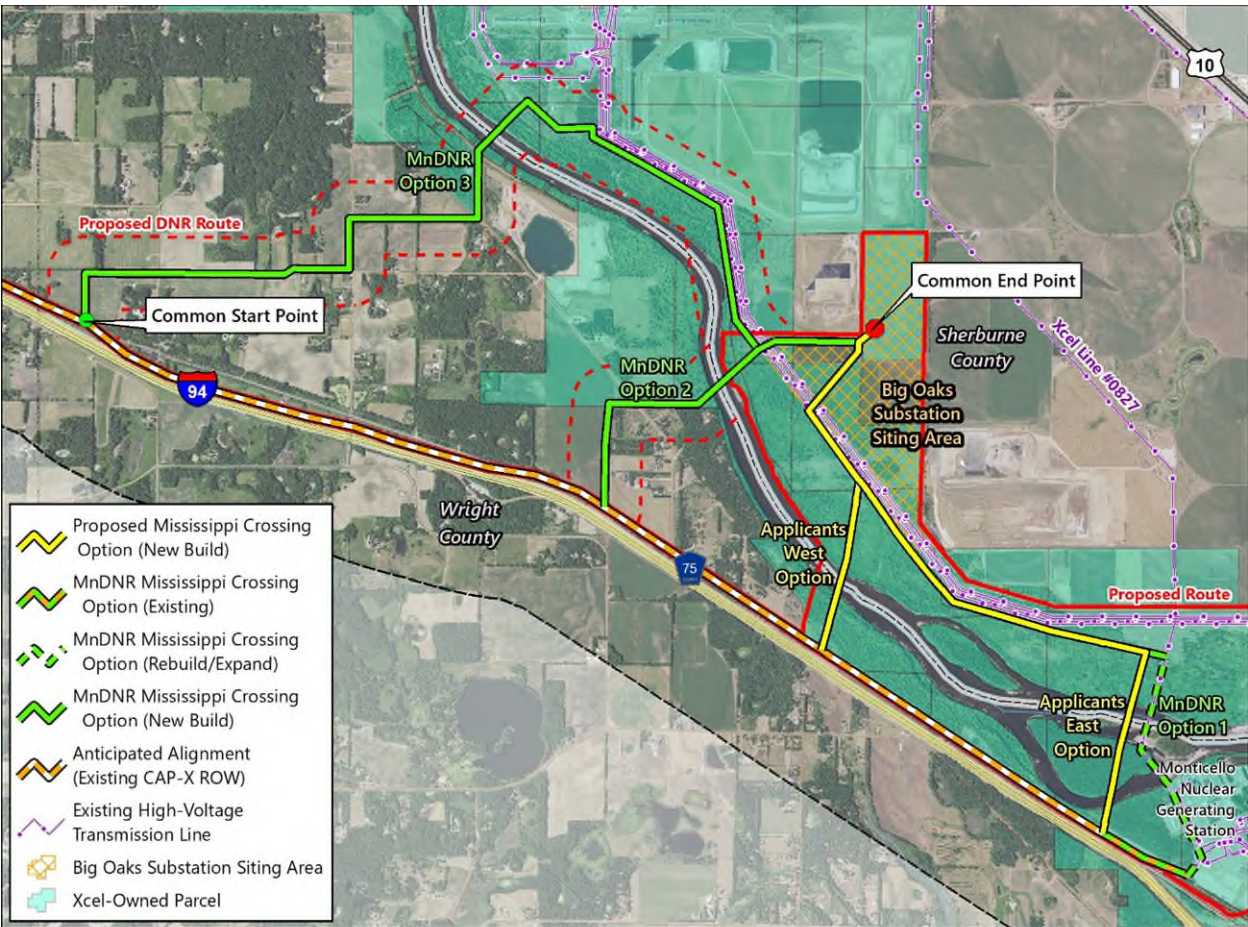 10
MnDNR
Option 3
Proposed DNR Route
Common Start Point
Common End Point
Sherburne
County
Xcel Line #0827
94
MnDNR
Option 2
Big Oaks
Substation
Siting Area
Wright
County
Applicants
West
Option
75
Proposed Route
Applicants
East
Option
MnDNR
Option 1
Monticello
Nuclear
Generating
Station
Proposed Mississippi Crossing
Option (New Build)
MnDNR Mississippi Crossing
Option (Existing)
MnDNR Mississippi Crossing
Option (Rebuild/Expand)
MnDNR Mississippi Crossing
Option (New Build)
Anticipated Alignment
(Existing CAP-X ROW)
Existing High-Voltage
Transmission Line
Big Oaks Substation Siting Area
Xcel-Owned Parcel